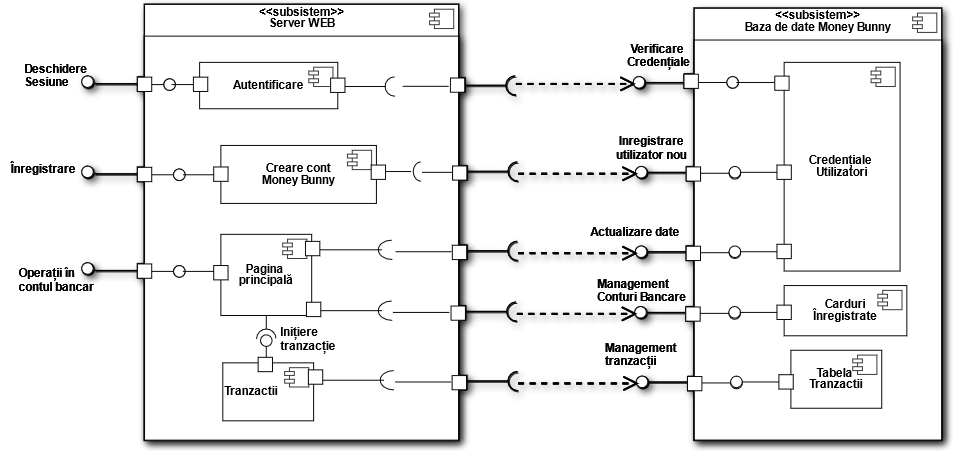 <<subsistem>>
Server WEB
<<subsistem>>
Baza de date Money Bunny
Deschidere
Sesiune
Autentificare
Verificare
Credențiale
Înregistrare
Creare cont
Money Bunny
Inregistrare
utilizator nou
Credențiale
Utilizatori
Operații în
contul bancar
Pagina
principală
Actualizare date
Management
Conturi Bancare
Carduri
Înregistrate
Inițiere
tranzacție
Tranzactii
Management
tranzacții
Tabela
Tranzactii